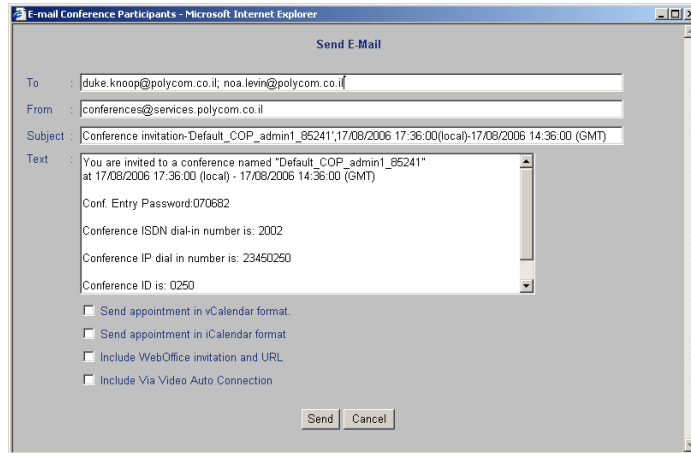 E-mail Conference Participants - Microsoft Internet Explorer
Send E-Mail
To : duke.knoop@polycom.co.il; noa.levin@polycom.co.il
From : conferences@services.polycom.co.il
Subject : Conference invitation-'Default_COP_admin1_85241',17/08/2006 17:36:00(local)-17/08/2006 14:36:00 (GMT)
Text : You are invited to a conference named "Default_COP_admin1_85241"
at 17/08/2006 17:36:00 (local) - 17/08/2006 14:36:00 (GMT)
Conf. Entry Password:070682
Conference ISDN dial-in number is: 2002
Conference IP dial in number is: 23450250
Conference ID is: 0250
Send appointment in vCalendar format.
Send appointment in iCalendar format
Include WebOffice invitation and URL
Include Via Video Auto Connection
Send Cancel